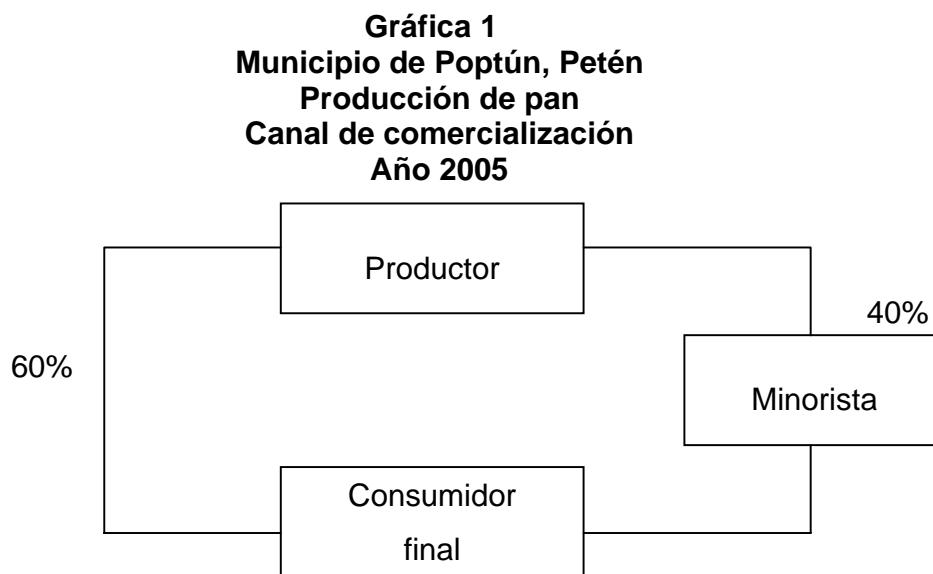 Gráfica 1
Municipio de Poptún, Petén
Producción de pan
Canal de comercialización
Año 2005
Productor
40%
60%
Minorista
Consumidor
final